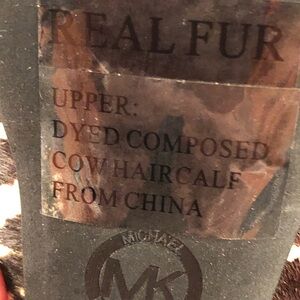 REAL FUR
UPPER:
DYED COMPOSED
COW HAIRCALF
FROM CHINA
MICHAEL
MK